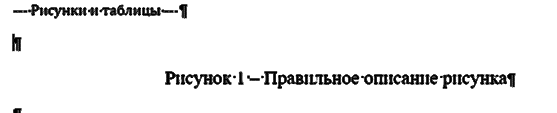 ---Рисунки·и·таблицы---¶
¶
Рисунок·1·–·Правильное·описание·рисунка¶
¶